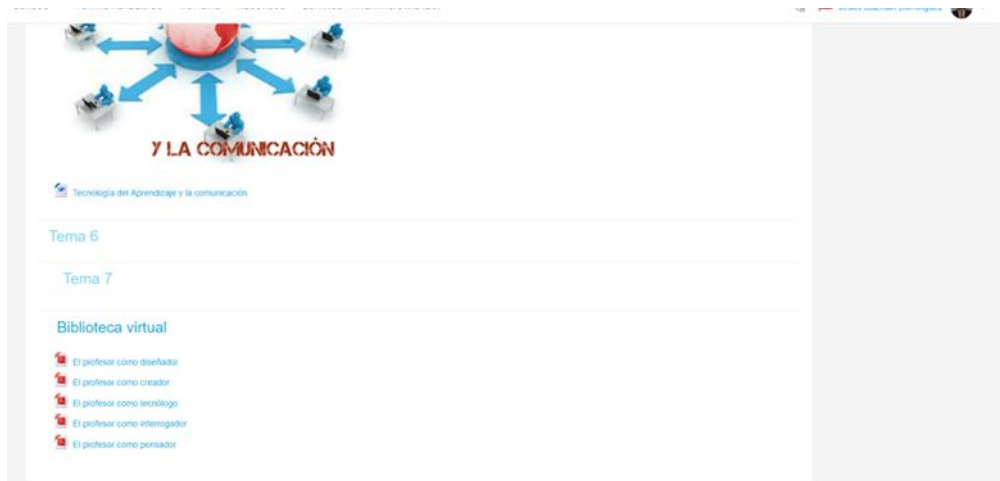 Y LA COMUNICACIÓN
Tecnología del Aprendizaje y la comunicación
Tema 6
Tema 7
Biblioteca virtual
El profesor como diseñador
El profesor como creador
El profesor como tecnólogo
El profesor como interrogador
El profesor como pensador